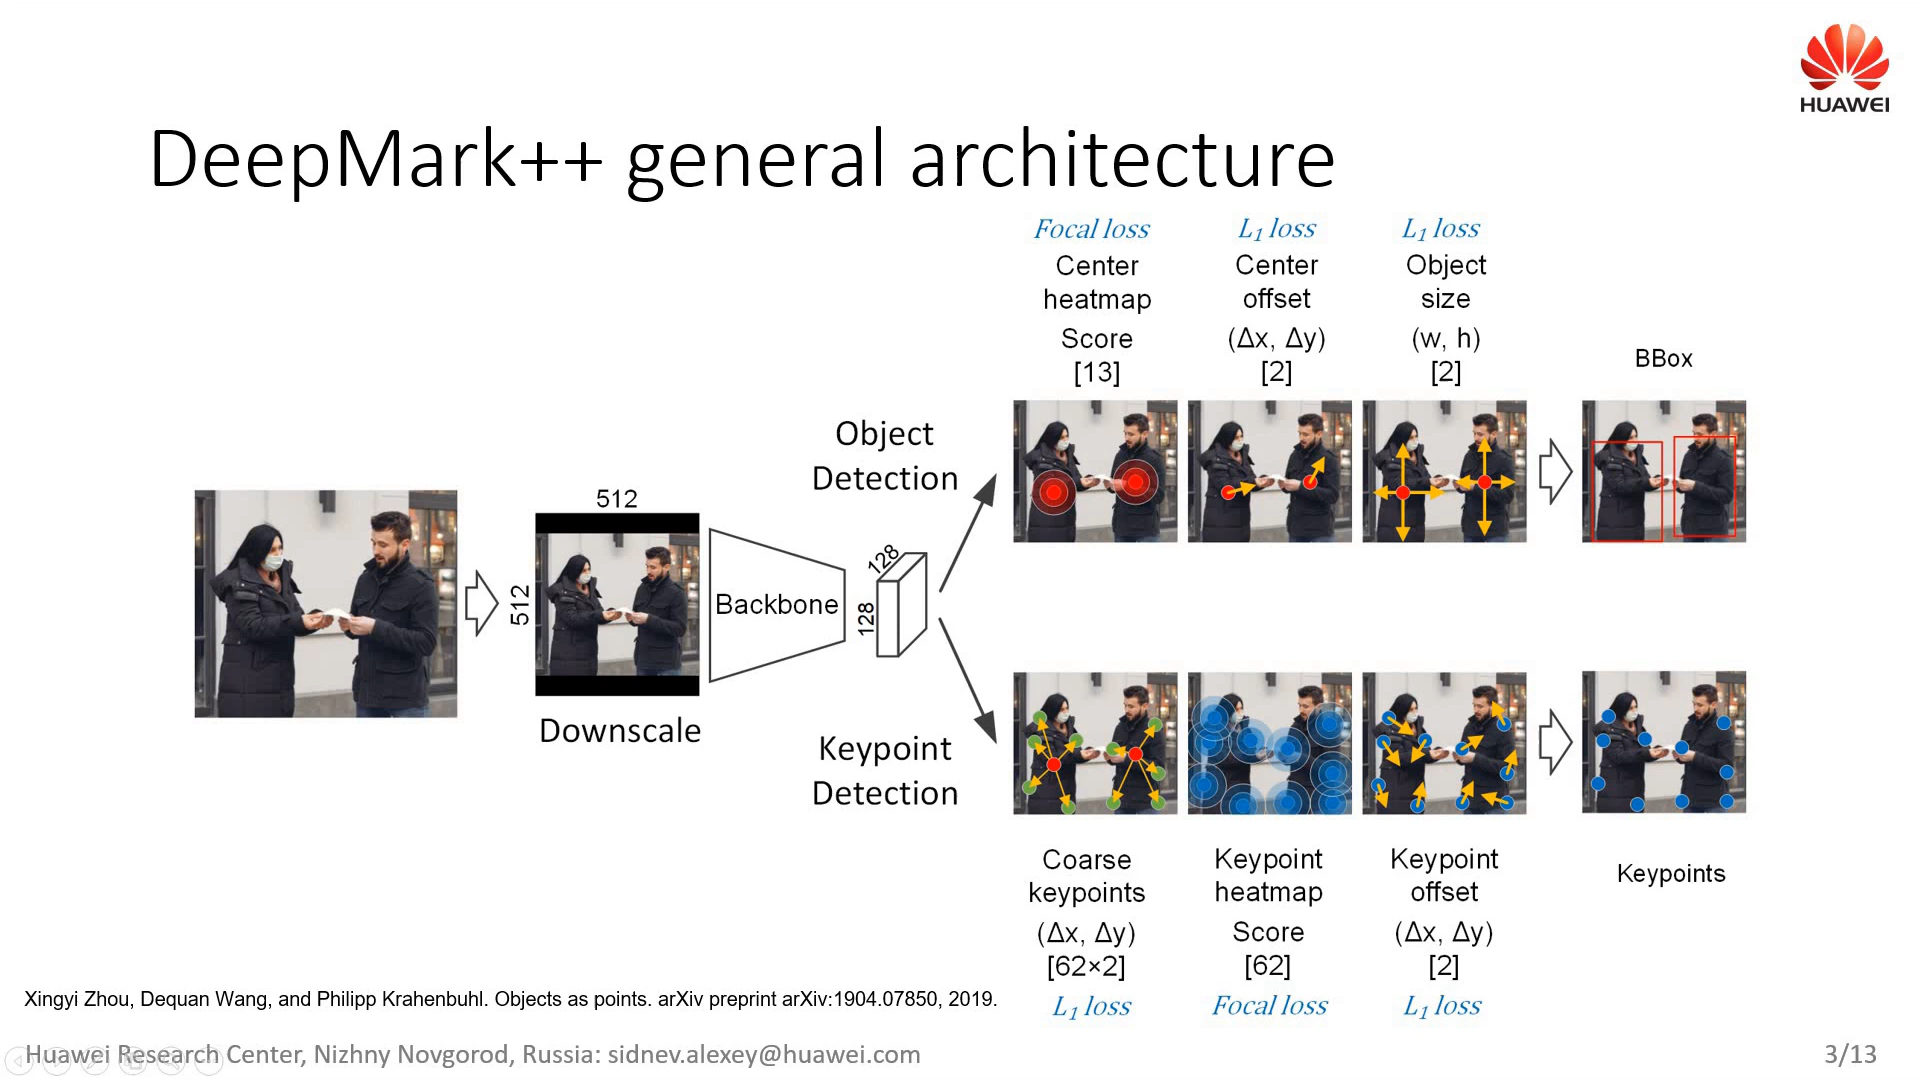 HUAWEI
DeepMark++ general architecture
Focal loss
Center
heatmap
Score
[13]
L1 loss
Center
offset
(Δx, Δy)
[2]
L1 loss
Object
size
(w, h)
[2]
BBox
Object
Detection
512
512
Downscale
Backbone
128
128
Keypoint
Detection
Coarse
keypoints
(Δx, Δy)
[62×2]
L1 loss
Keypoint
heatmap
Score
[62]
Focal loss
Keypoint
offset
(Δx, Δy)
[2]
L1 loss
Keypoints
Xingyi Zhou, Dequan Wang, and Philipp Krahenbuhl. Objects as points. arXiv preprint arXiv:1904.07850, 2019.
Huawei Research Center, Nizhny Novgorod, Russia: sidnev.alexey@huawei.com
3/13